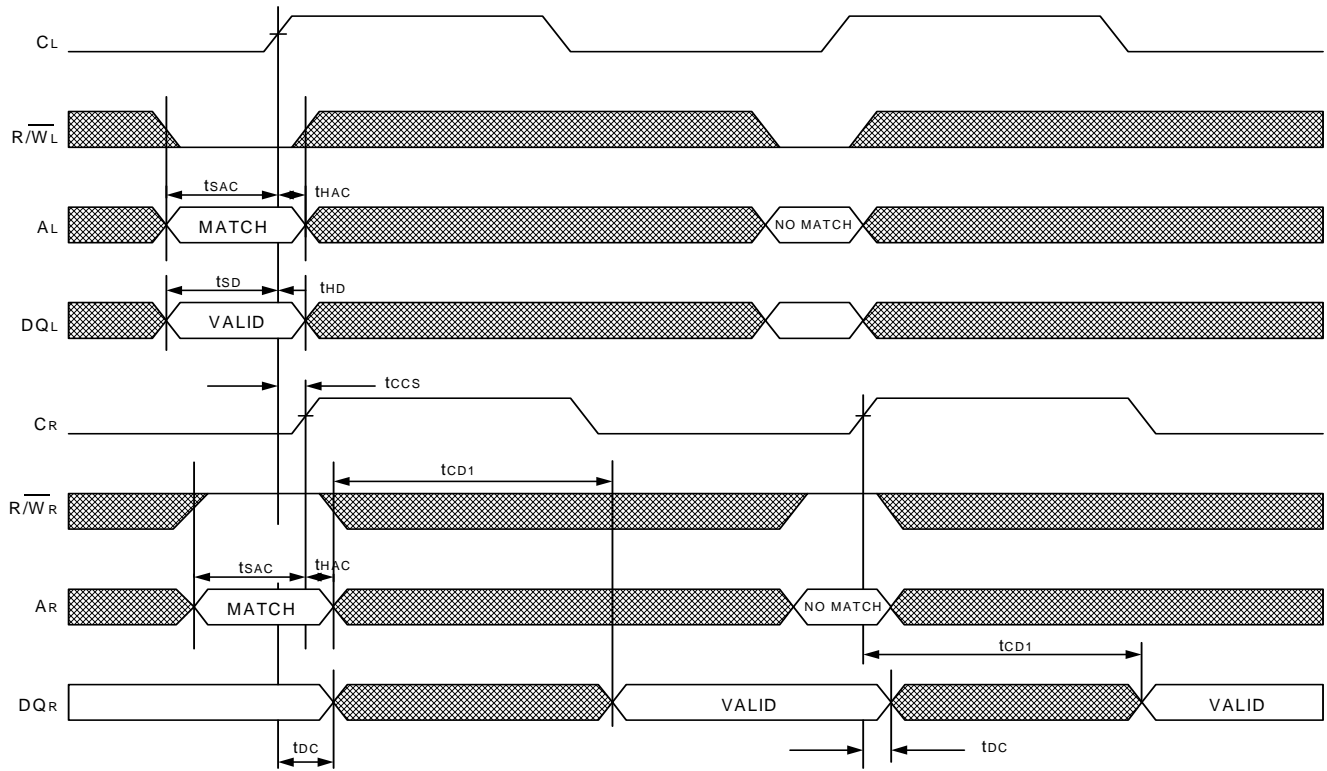 CL
R/WL
tSAC tHAC
AL MATCH NO MATCH
tSD tHD
DQL VALID
tCCS
CR
tCD1
R/WR
tSAC tHAC
AR MATCH NO MATCH
tCD1
DQR VALID VALID
tDC tDC